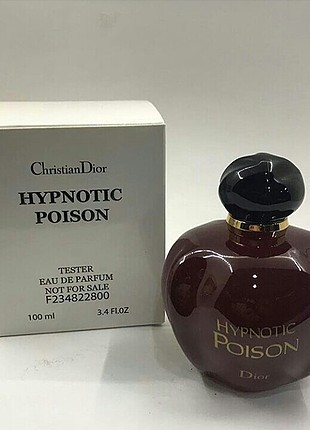 ChristianDior
HYPNOTIC
POISON
TESTER
EAU DE PARFUM
NOT FOR SALE
F234822800
100 ml 3.4 Fl.OZ
HYPNOTIC
POISON
Dior